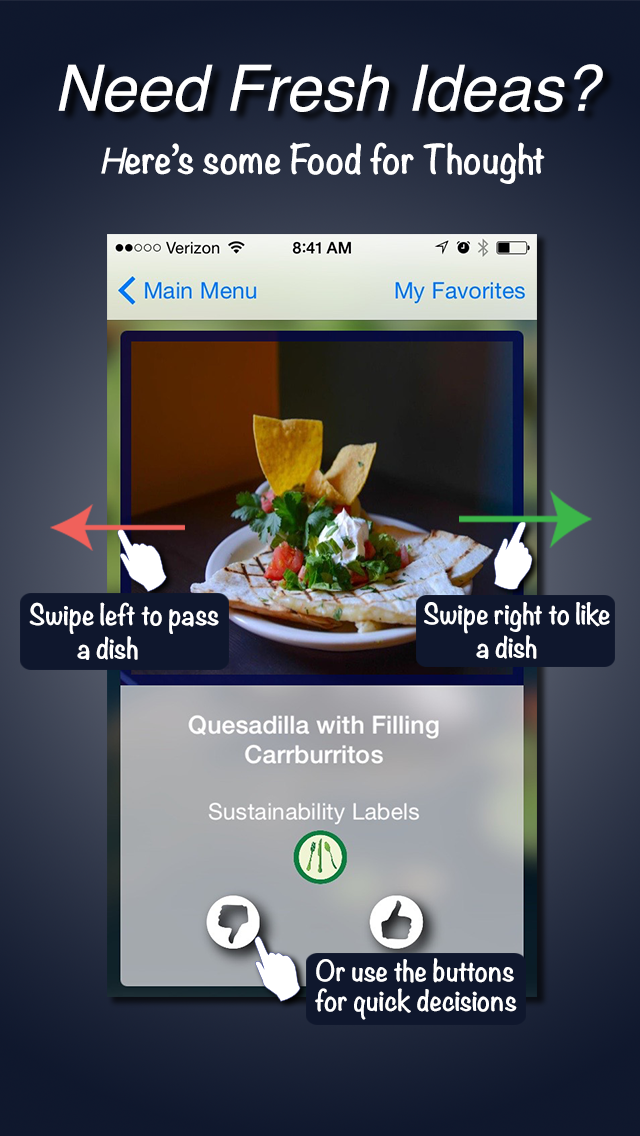 Need Fresh Ideas?
Here's some Food for Thought
Verizon 8:41 AM
Main Menu My Favorites
Swipe left to pass
a dish
Swipe right to like
a dish
Quesadilla with Filling
Carrburritos
Sustainability Labels
Or use the buttons
for quick decisions